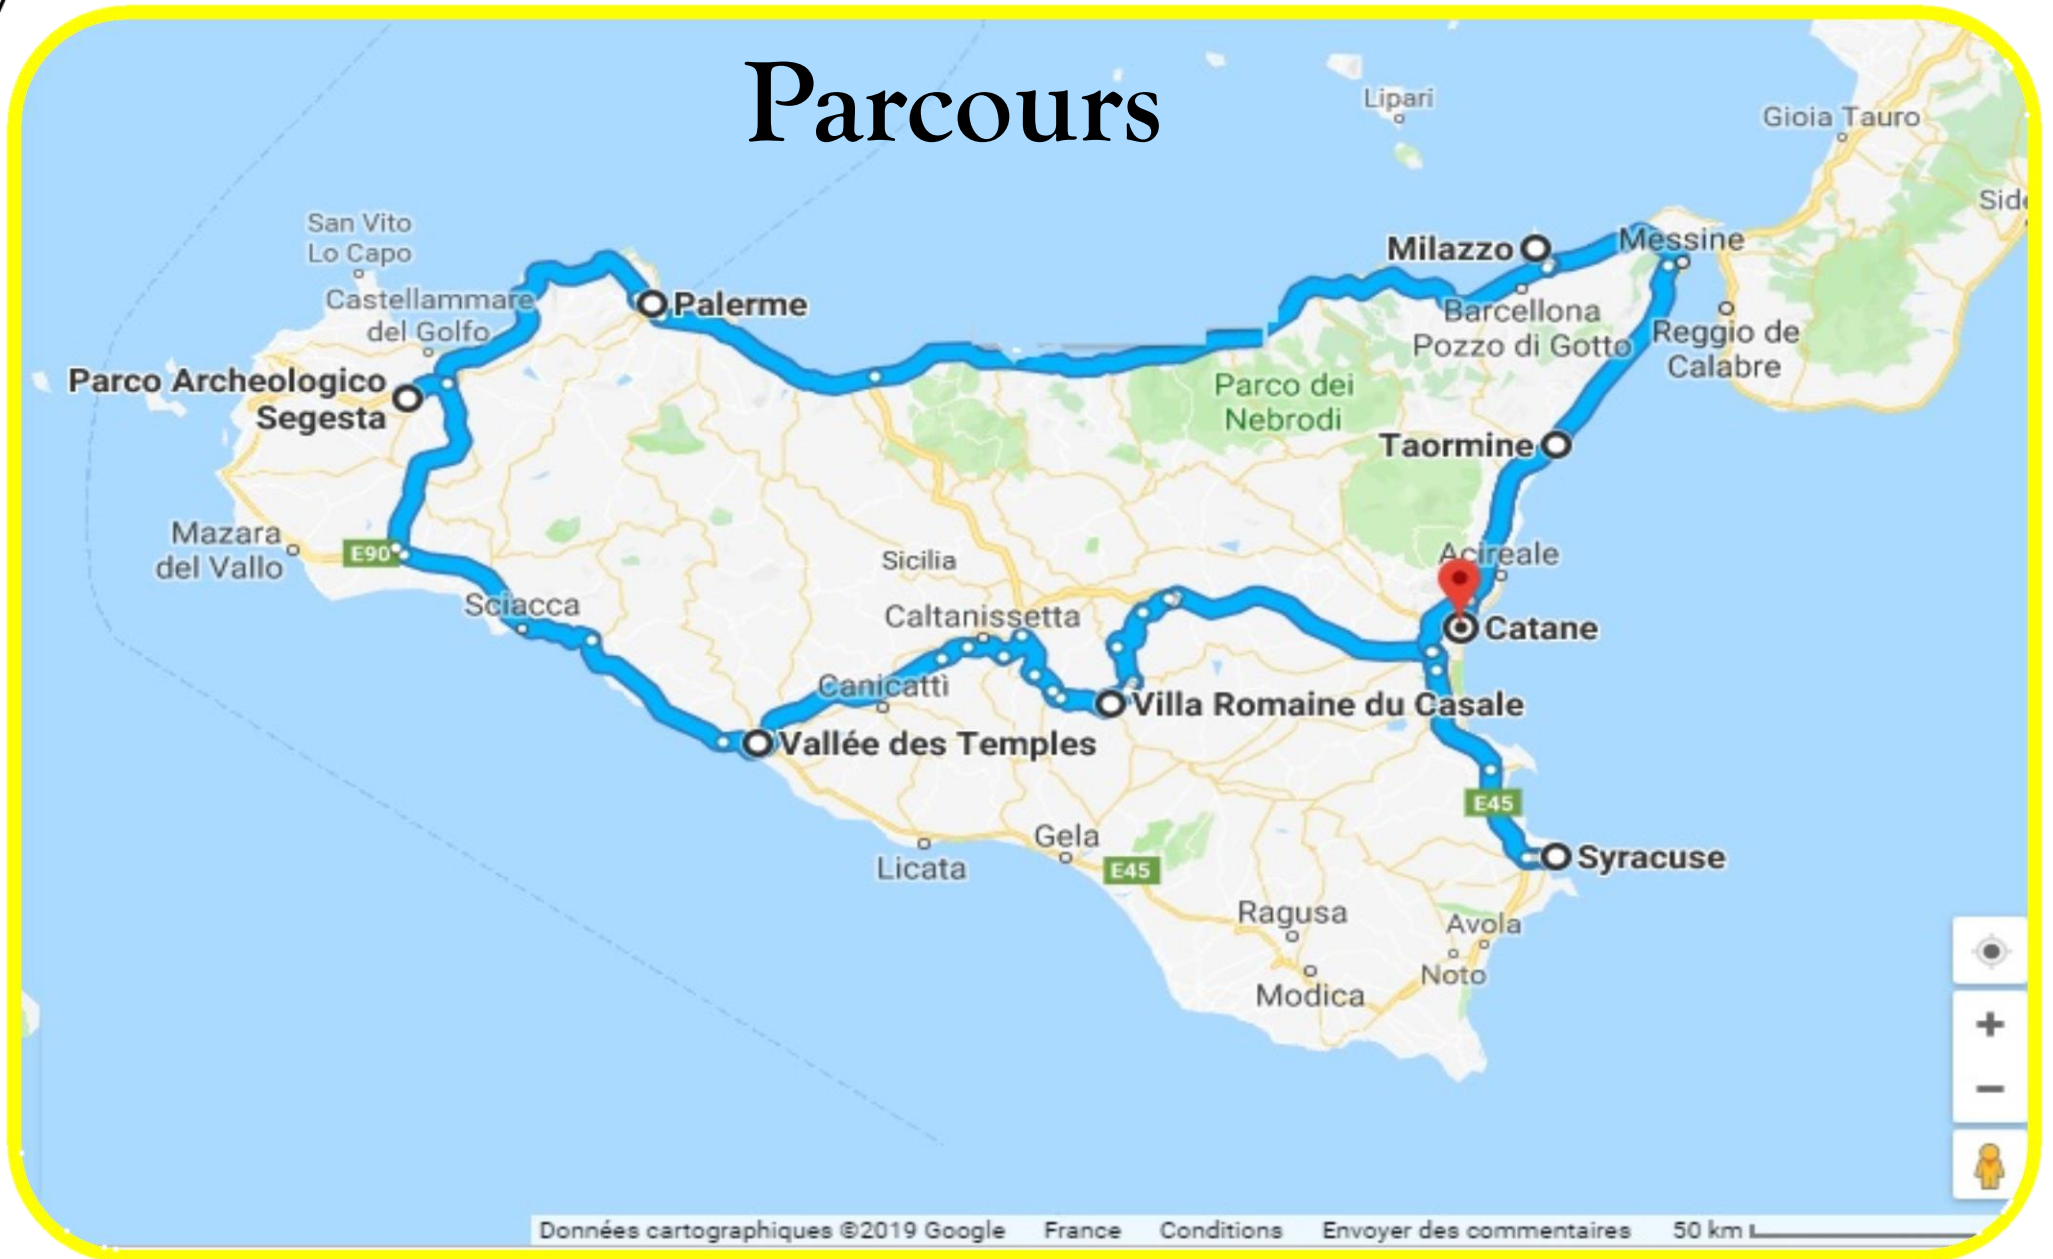 Parcours
Lipari
Gioia Tauro
San Vito
Lo Capo
Milazzo
Messine
Castellammare
del Golfo
Palerme
Barcellona
Pozzo di Gotto
Reggio de
Calabre
Parco Archeologico
Segesta
Parco dei
Nebrodi
Taormine
Mazara
del Vallo
E90
Sicilia
Acireale
Sciacca
Caltanissetta
Catane
Canicattì
Villa Romaine du Casale
Vallée des Temples
E45
Gela
Licata
E45
Syracuse
Ragusa
Avola
Noto
Modica
Données cartographiques ©2019 Google France Conditions Envoyer des commentaires 50 km